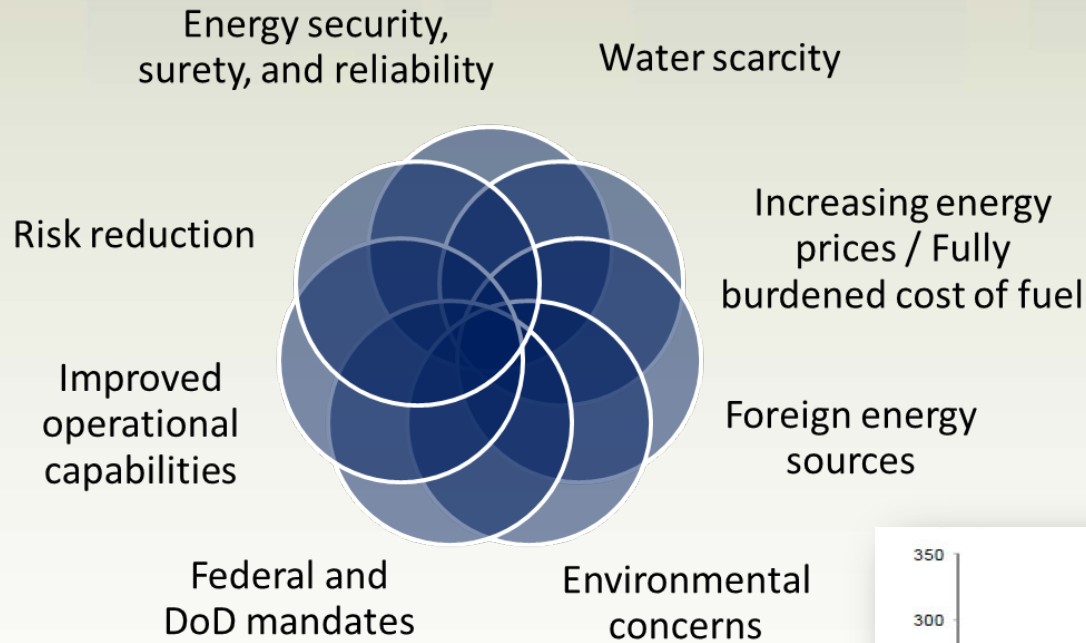 Energy security,
surety, and reliability
Water scarcity
Risk reduction
Increasing energy
prices / Fully
burdened cost of fuel
Improved
operational
capabilities
Foreign energy
sources
Federal and
DoD mandates
Environmental
concerns
350
300